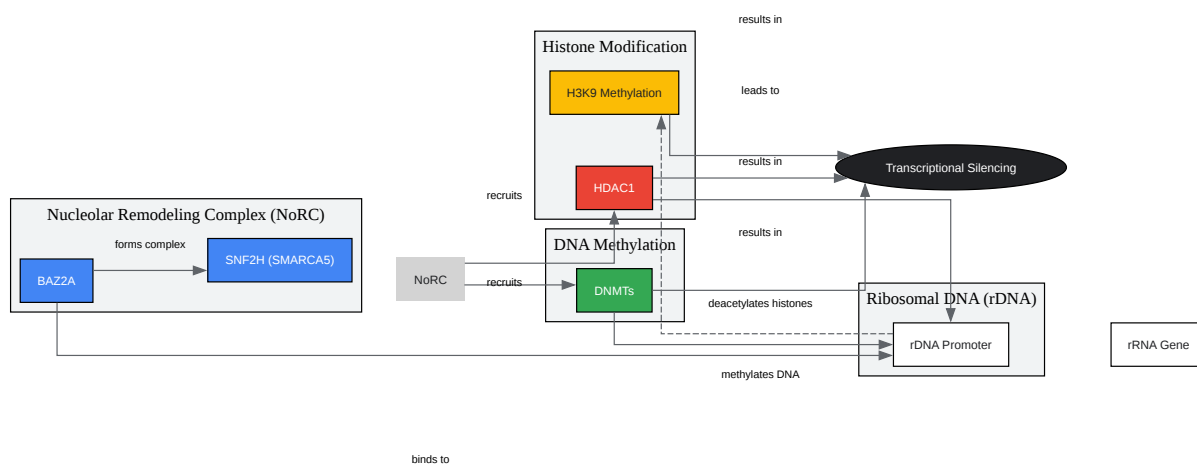 results in
Histone Modification
H3K9 Methylation
leads to
results in
Transcriptional Silencing
HDAC1
recruits
Nucleolar Remodeling Complex (NoRC)
forms complex
SNF2H (SMARCA5)
BAZ2A
results in
DNA Methylation
NoRC
recruits
DNMTs
deacetylates histones
Ribosomal DNA (rDNA)
rDNA Promoter
rRNA Gene
methylates DNA
binds to